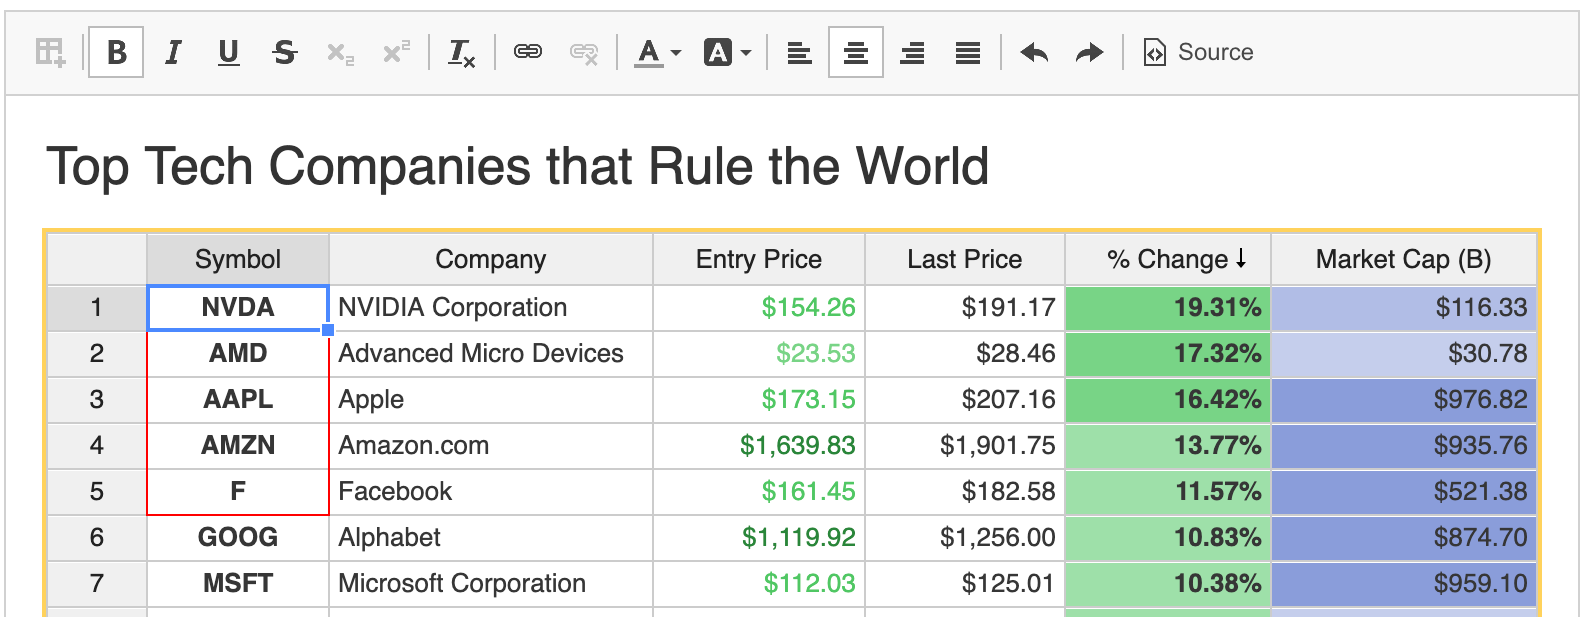 B I U S x₂ x² Tx A A Source
Top Tech Companies that Rule the World
Symbol Company Entry Price Last Price % Change ↓ Market Cap (B)
1 NVDA NVIDIA Corporation $154.26 $191.17 19.31% $116.33
2 AMD Advanced Micro Devices $23.53 $28.46 17.32% $30.78
3 AAPL Apple $173.15 $207.16 16.42% $976.82
4 AMZN Amazon.com $1,639.83 $1,901.75 13.77% $935.76
5 F Facebook $161.45 $182.58 11.57% $521.38
6 GOOG Alphabet $1,119.92 $1,256.00 10.83% $874.70
7 MSFT Microsoft Corporation $112.03 $125.01 10.38% $959.10